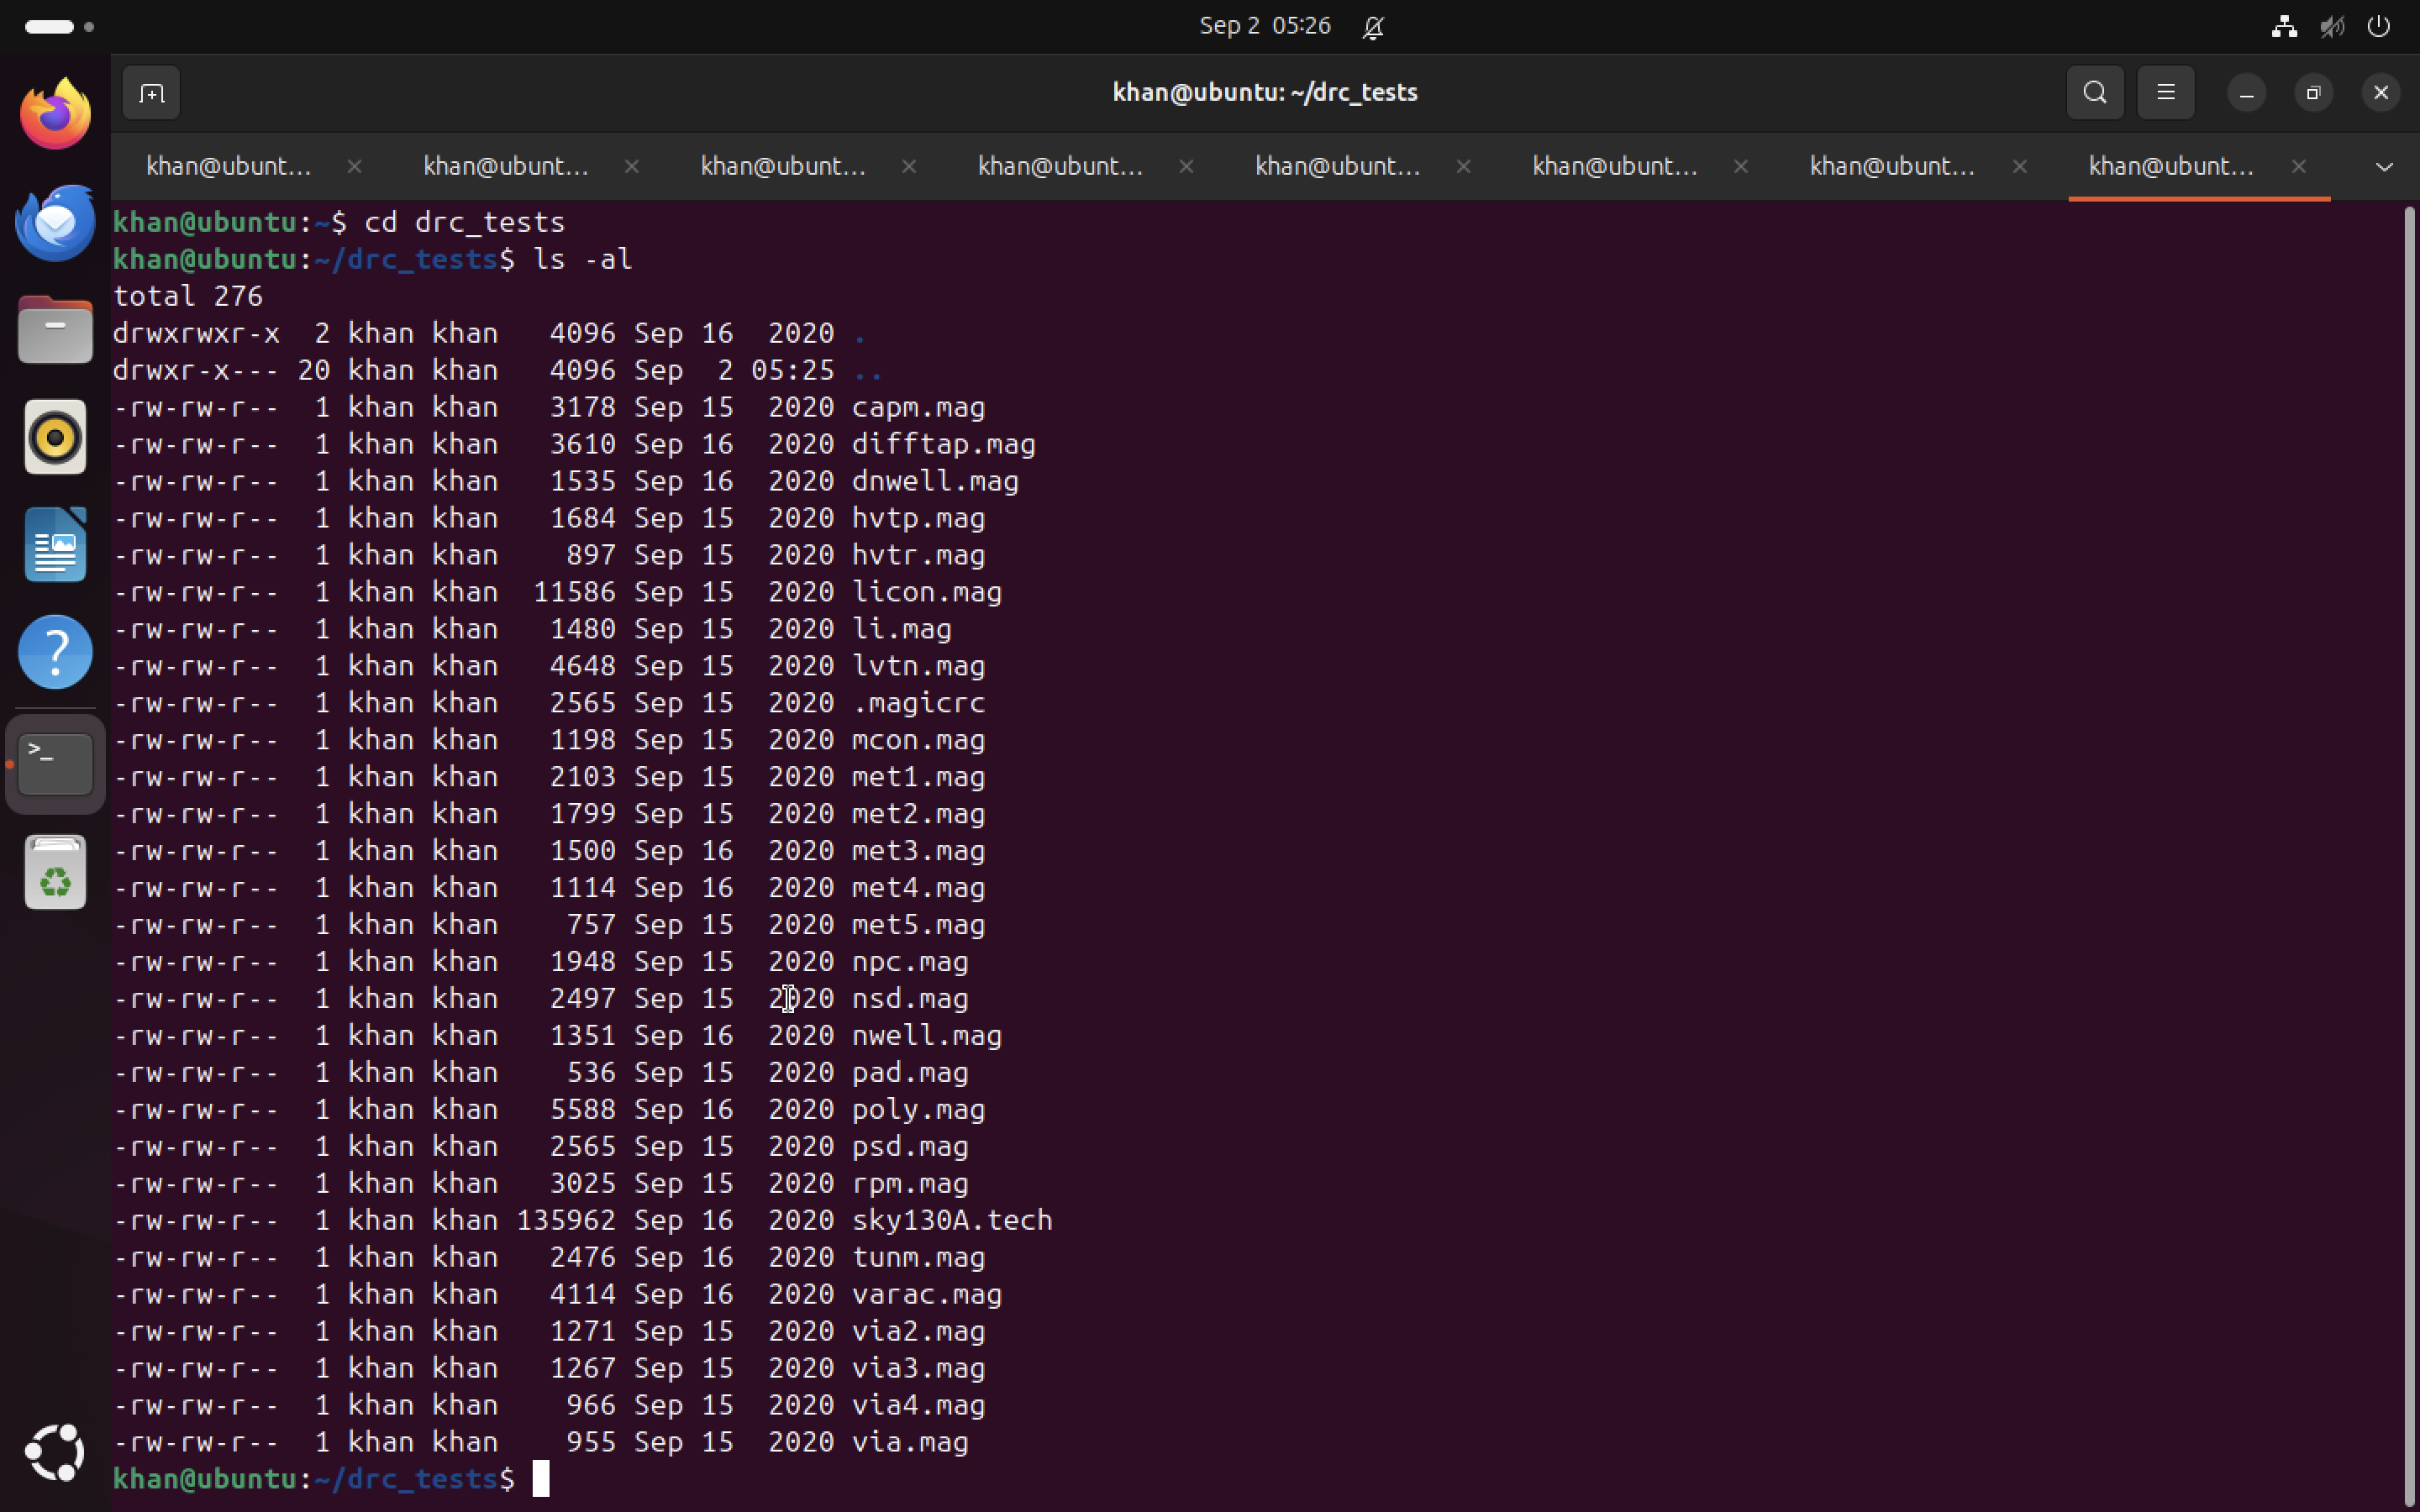 Sep 2 05:26
khan@ubuntu: ~/drc_tests
khan@ubunt... khan@ubunt... khan@ubunt... khan@ubunt... khan@ubunt... khan@ubunt... khan@ubunt... khan@ubunt...
khan@ubuntu:~$ cd drc_tests
khan@ubuntu:~/drc_tests$ ls -al
total 276
drwxrwxr-x  2 khan khan   4096 Sep 16  2020 .
drwxr-x--- 20 khan khan   4096 Sep  2 05:25 ..
-rw-rw-r--  1 khan khan   3178 Sep 15  2020 capm.mag
-rw-rw-r--  1 khan khan   3610 Sep 16  2020 difftap.mag
-rw-rw-r--  1 khan khan   1535 Sep 16  2020 dnwell.mag
-rw-rw-r--  1 khan khan   1684 Sep 15  2020 hvtp.mag
-rw-rw-r--  1 khan khan    897 Sep 15  2020 hvtr.mag
-rw-rw-r--  1 khan khan  11586 Sep 15  2020 licon.mag
-rw-rw-r--  1 khan khan   1480 Sep 15  2020 li.mag
-rw-rw-r--  1 khan khan   4648 Sep 15  2020 lvtn.mag
-rw-rw-r--  1 khan khan   2565 Sep 15  2020 .magicrc
-rw-rw-r--  1 khan khan   1198 Sep 15  2020 mcon.mag
-rw-rw-r--  1 khan khan   2103 Sep 15  2020 met1.mag
-rw-rw-r--  1 khan khan   1799 Sep 15  2020 met2.mag
-rw-rw-r--  1 khan khan   1500 Sep 16  2020 met3.mag
-rw-rw-r--  1 khan khan   1114 Sep 16  2020 met4.mag
-rw-rw-r--  1 khan khan    757 Sep 15  2020 met5.mag
-rw-rw-r--  1 khan khan   1948 Sep 15  2020 npc.mag
-rw-rw-r--  1 khan khan   2497 Sep 15  2020 nsd.mag
-rw-rw-r--  1 khan khan   1351 Sep 16  2020 nwell.mag
-rw-rw-r--  1 khan khan    536 Sep 15  2020 pad.mag
-rw-rw-r--  1 khan khan   5588 Sep 16  2020 poly.mag
-rw-rw-r--  1 khan khan   2565 Sep 15  2020 psd.mag
-rw-rw-r--  1 khan khan   3025 Sep 15  2020 rpm.mag
-rw-rw-r--  1 khan khan 135962 Sep 16  2020 sky130A.tech
-rw-rw-r--  1 khan khan   2476 Sep 16  2020 tunm.mag
-rw-rw-r--  1 khan khan   4114 Sep 16  2020 varac.mag
-rw-rw-r--  1 khan khan   1271 Sep 15  2020 via2.mag
-rw-rw-r--  1 khan khan   1267 Sep 15  2020 via3.mag
-rw-rw-r--  1 khan khan    966 Sep 15  2020 via4.mag
-rw-rw-r--  1 khan khan    955 Sep 15  2020 via.mag
khan@ubuntu:~/drc_tests$